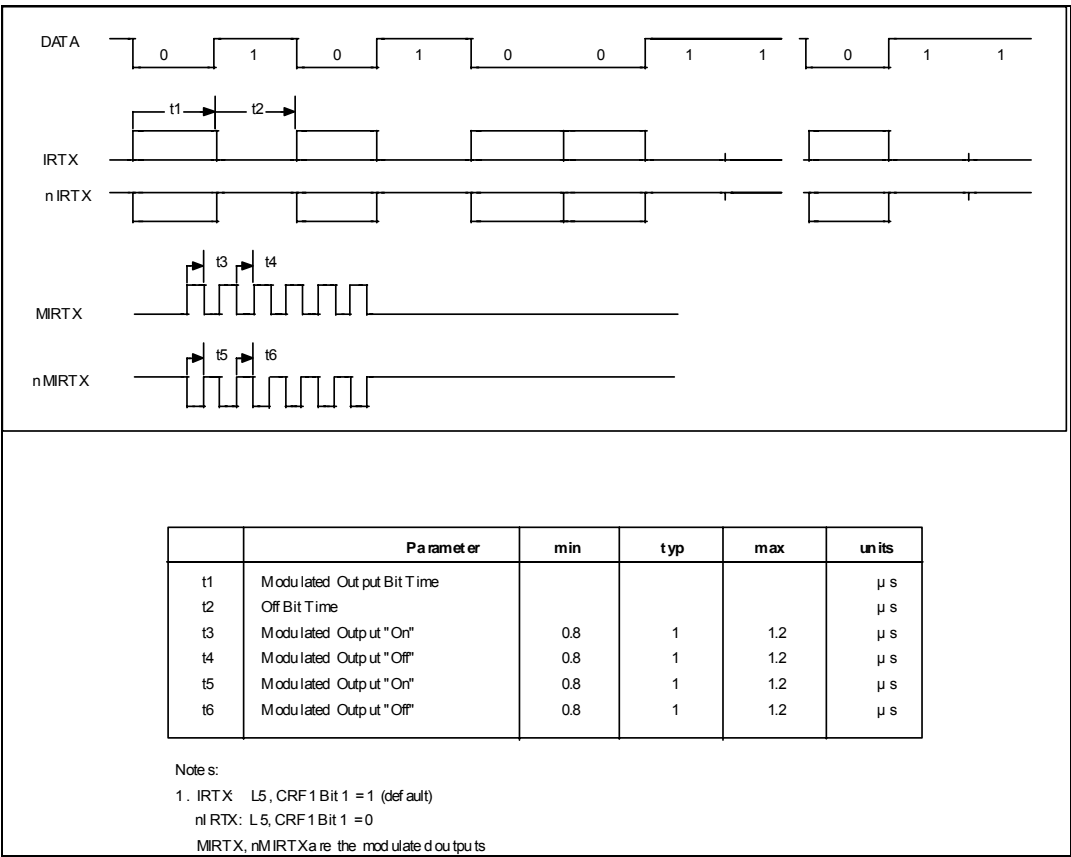 DATA 0 1 0 1 0 0 1 1 0 1 1
t1 t2
IRTX
nIRTX
t3 t4
MIRTX
t5 t6
nMIRTX
Parameter min typ max units
t1 Modulated Output Bit Time µs
t2 Off Bit Time µs
t3 Modulated Output "On" 0.8 1 1.2 µs
t4 Modulated Output "Off" 0.8 1 1.2 µs
t5 Modulated Output "On" 0.8 1 1.2 µs
t6 Modulated Output "Off" 0.8 1 1.2 µs
Notes:
1. IRTX: L5, CRF1 Bit 1 = 1 (default)
nIRTX: L5, CRF1 Bit 1 = 0
MIRTX, nMIRTX are the modulated outputs